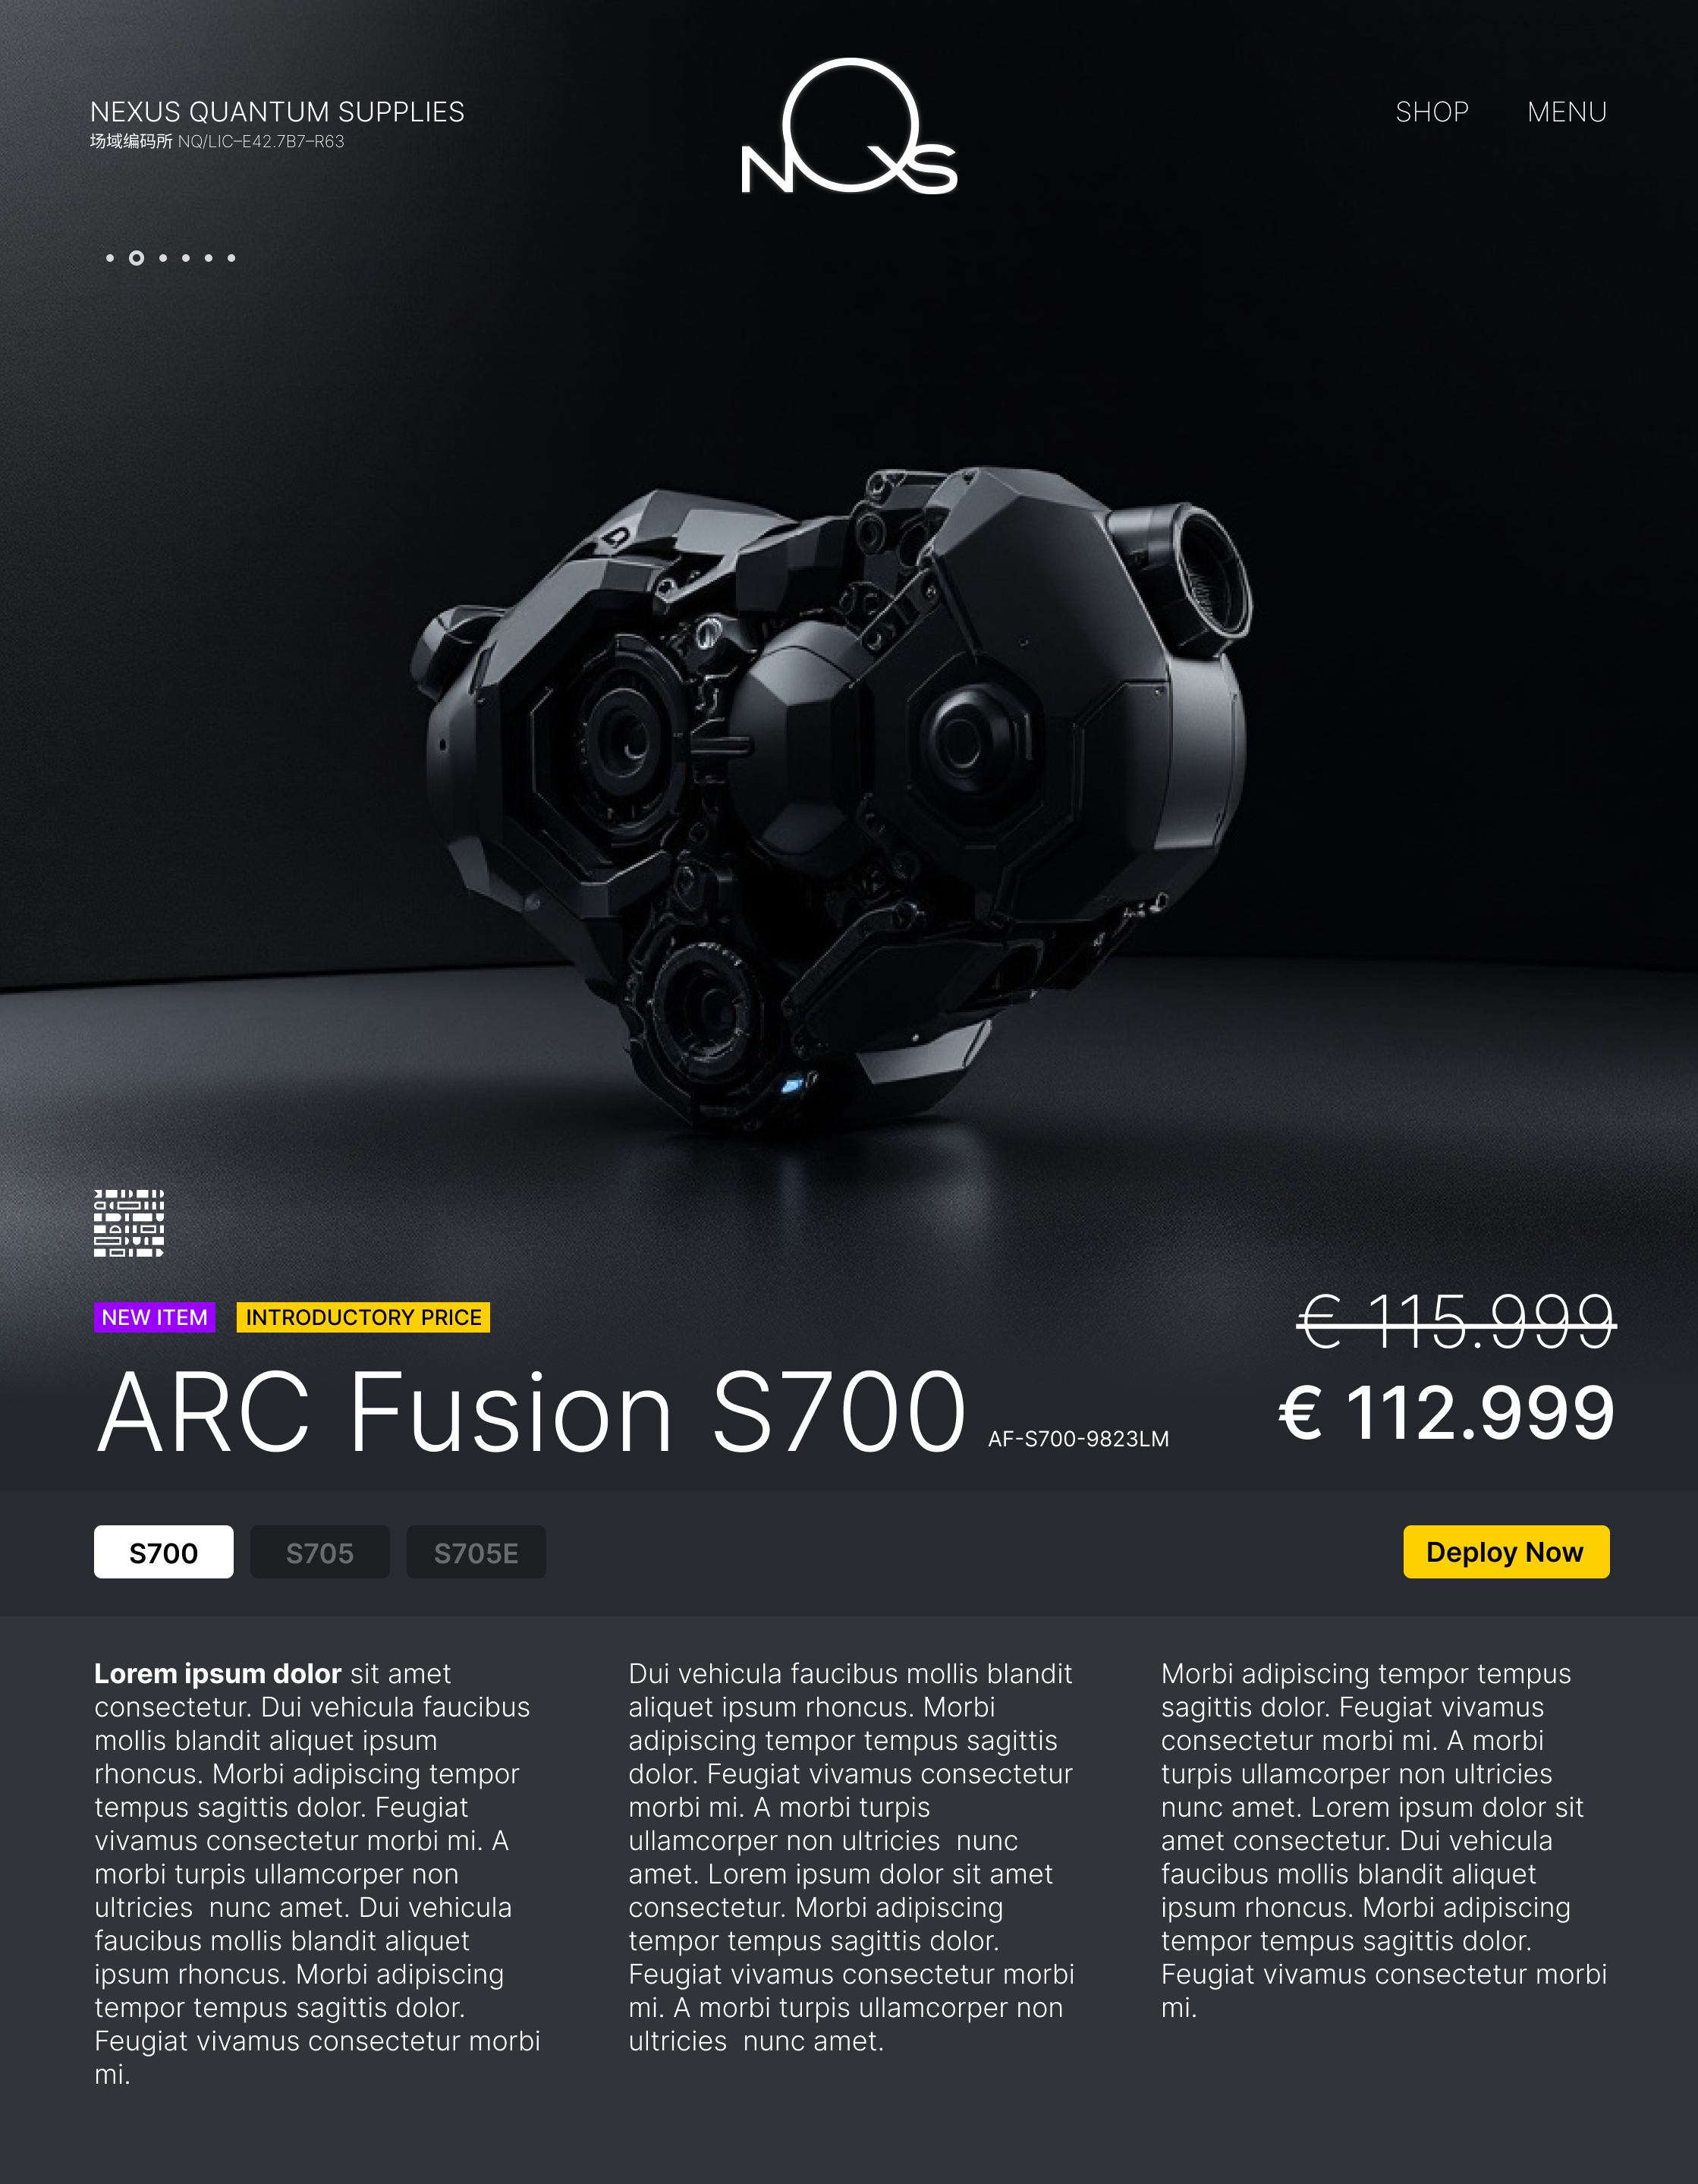 NEXUS QUANTUM SUPPLIES
场域编码所 NQ/LIC–E42.7B7–R63
NQXS
SHOP
MENU
NEW ITEM
INTRODUCTORY PRICE
€ 115.999
ARC Fusion S700
AF-S700-9823LM
€ 112.999
S700
S705
S705E
Deploy Now
Lorem ipsum dolor sit amet
consectetur. Dui vehicula faucibus
mollis blandit aliquet ipsum
rhoncus. Morbi adipiscing tempor
tempus sagittis dolor. Feugiat
vivamus consectetur morbi mi. A
morbi turpis ullamcorper non
ultricies  nunc amet. Dui vehicula
faucibus mollis blandit aliquet
ipsum rhoncus. Morbi adipiscing
tempor tempus sagittis dolor.
Feugiat vivamus consectetur morbi
mi.
Dui vehicula faucibus mollis blandit
aliquet ipsum rhoncus. Morbi
adipiscing tempor tempus sagittis
dolor. Feugiat vivamus consectetur
morbi mi. A morbi turpis
ullamcorper non ultricies  nunc
amet. Lorem ipsum dolor sit amet
consectetur. Morbi adipiscing
tempor tempus sagittis dolor.
Feugiat vivamus consectetur morbi
mi. A morbi turpis ullamcorper non
ultricies  nunc amet.
Morbi adipiscing tempor tempus
sagittis dolor. Feugiat vivamus
consectetur morbi mi. A morbi
turpis ullamcorper non ultricies
nunc amet. Lorem ipsum dolor sit
amet consectetur. Dui vehicula
faucibus mollis blandit aliquet
ipsum rhoncus. Morbi adipiscing
tempor tempus sagittis dolor.
Feugiat vivamus consectetur morbi
mi.